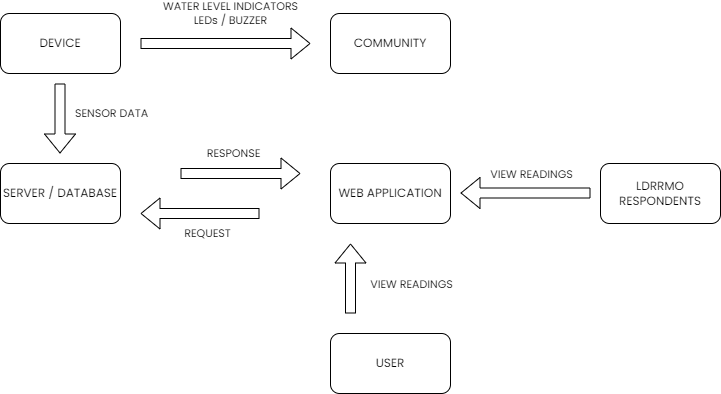 WATER LEVEL INDICATORS
LEDs / BUZZER
DEVICE
COMMUNITY
SENSOR DATA
RESPONSE
VIEW READINGS
SERVER / DATABASE
WEB APPLICATION
LDRRMO
RESPONDENTS
REQUEST
VIEW READINGS
USER